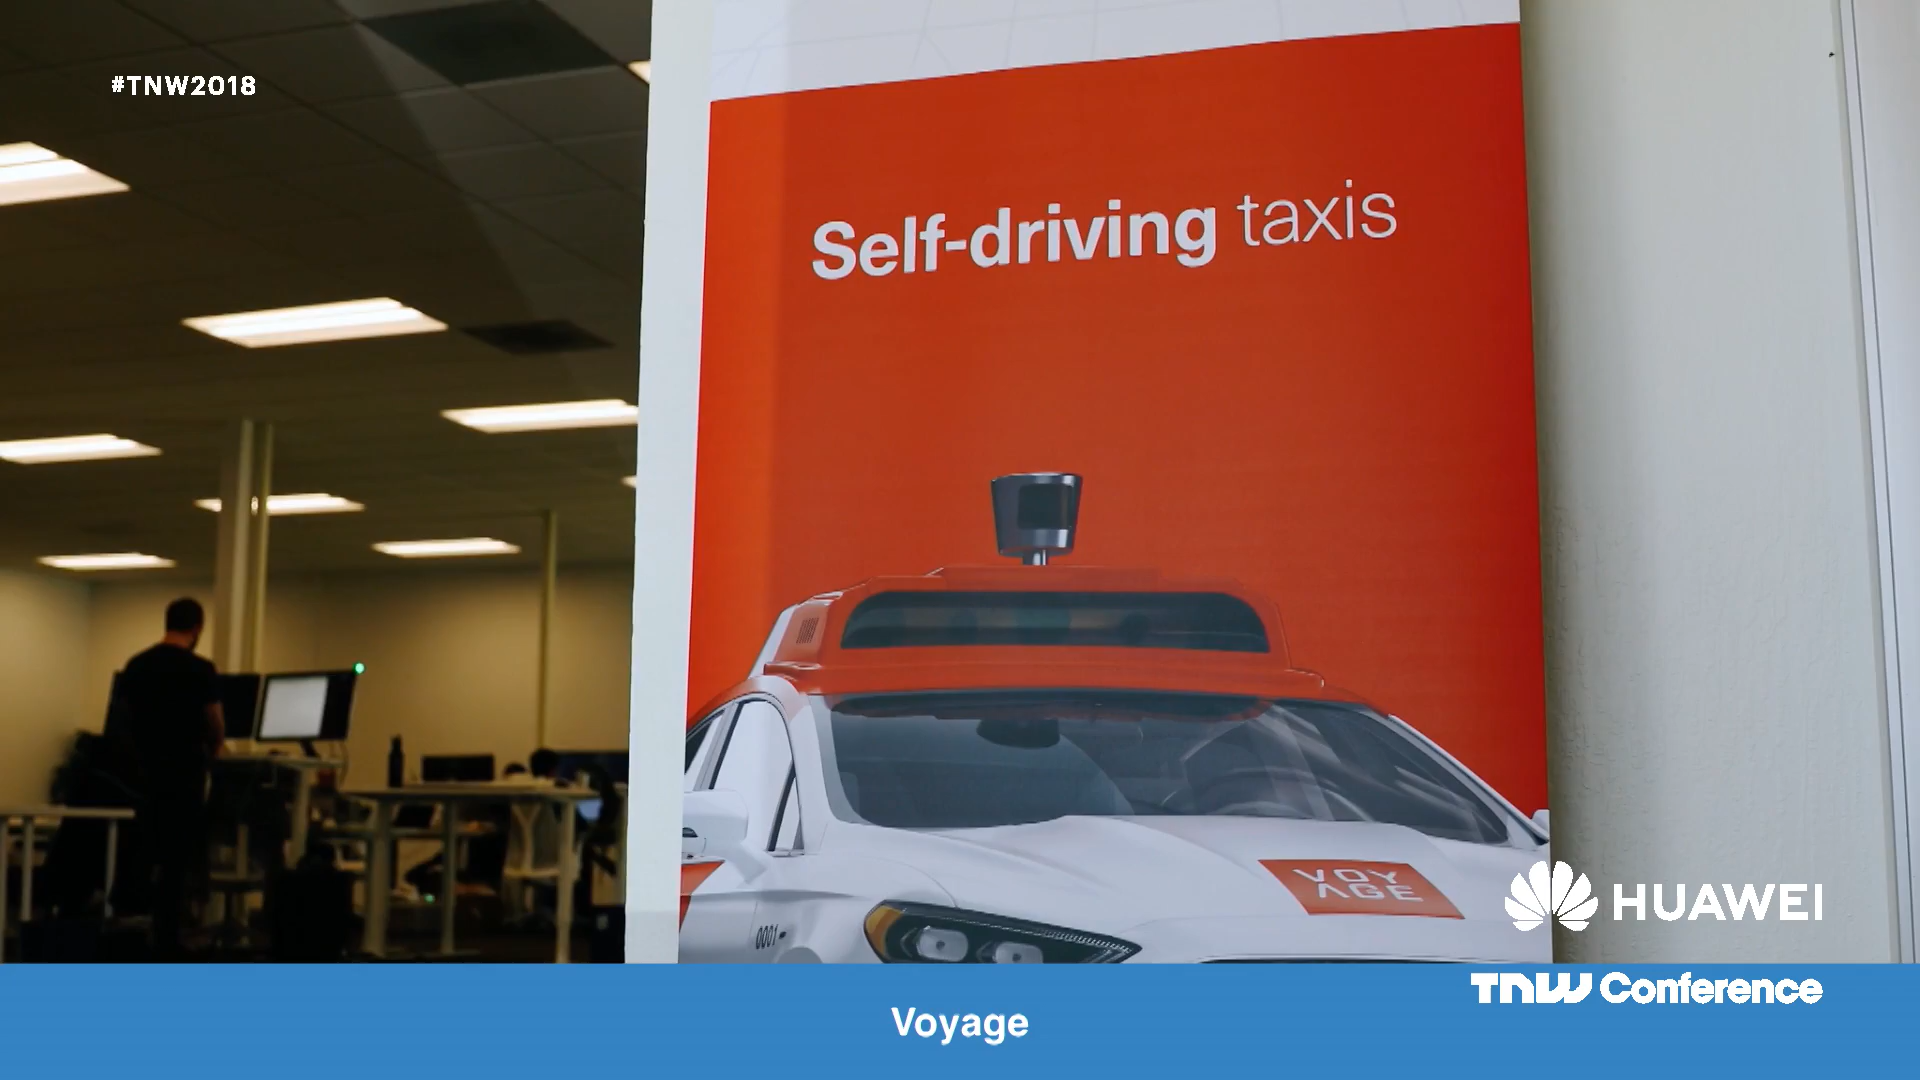 #TNW2018
Self-driving taxis
VOY
AGE
0001
HUAWEI
TNW Conference
Voyage